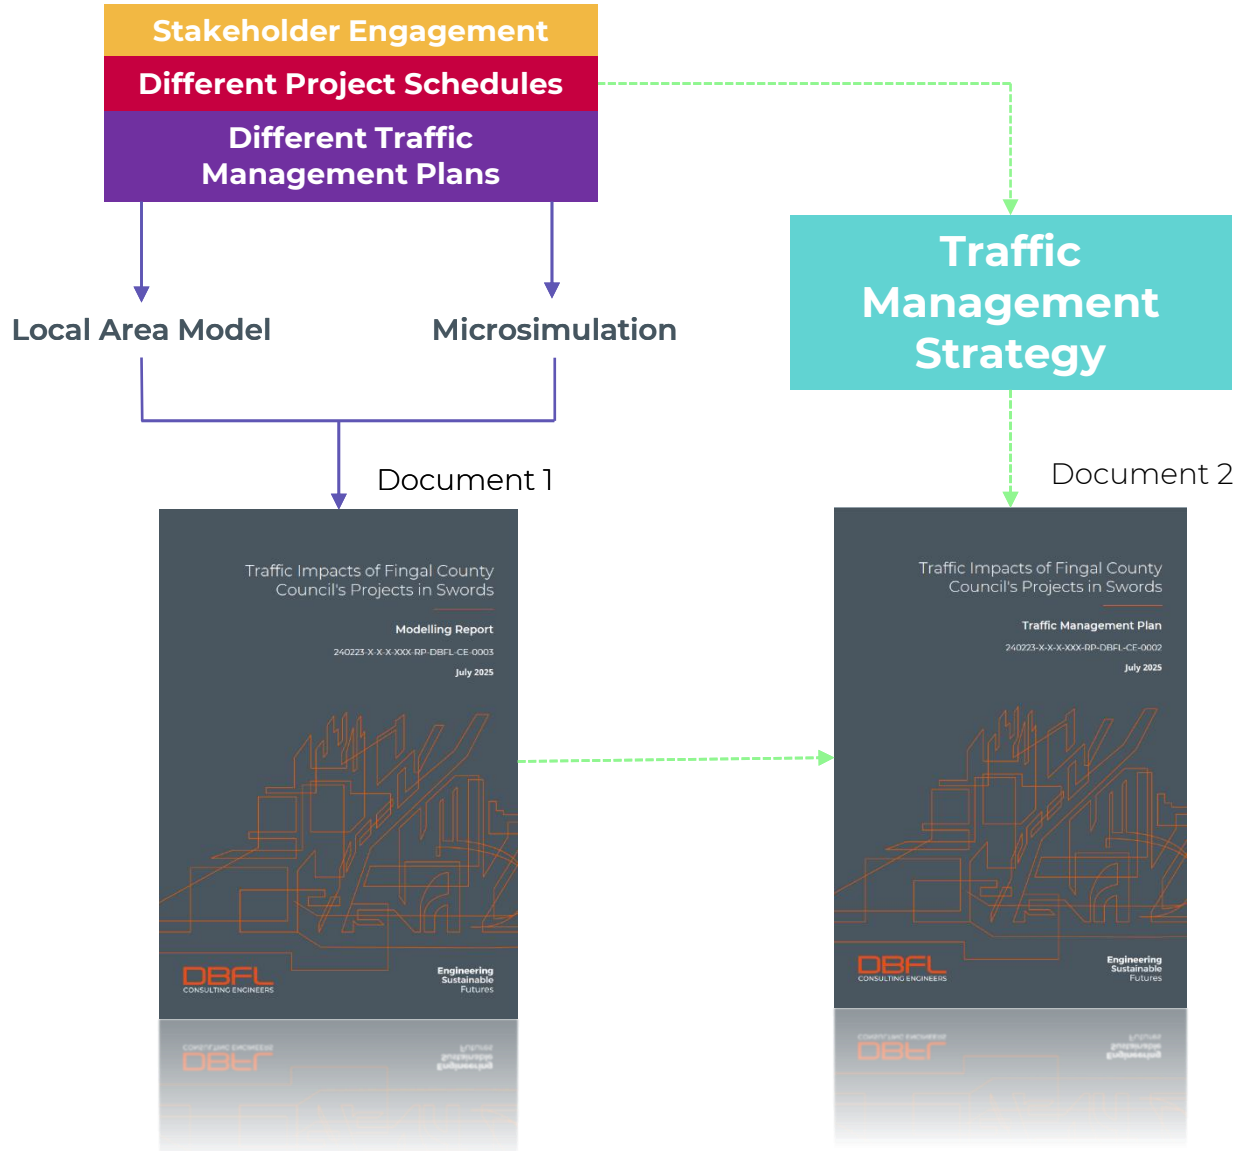 Stakeholder Engagement
Different Project Schedules
Different Traffic
Management Plans
Traffic
Management
Strategy
Local Area Model
Microsimulation
Document 1
Document 2
Traffic Impacts of Fingal County
Council's Projects in Swords
Modelling Report
240223-X-X-X-XXX-RP-DBFL-CE-0003
July 2025
DBFL
CONSULTING ENGINEERS
Engineering
Sustainable
Futures
Traffic Impacts of Fingal County
Council's Projects in Swords
Traffic Management Plan
240223-X-X-X-XXX-RP-DBFL-CE-0002
July 2025
DBFL
CONSULTING ENGINEERS
Engineering
Sustainable
Futures